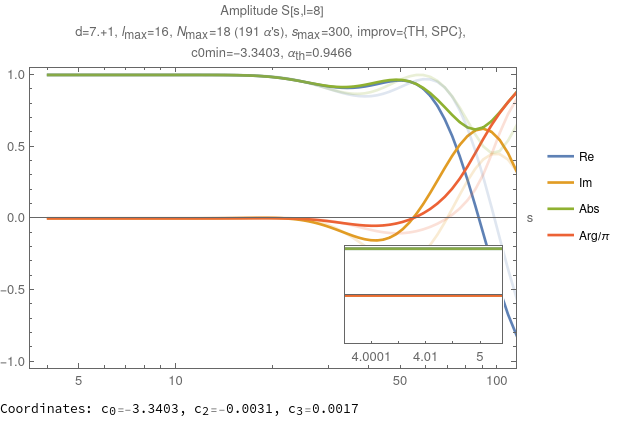 Amplitude S[s,l=8]
d=7.+1, lmax=16, Nmax=18 (191 α's), smax=300, improv={TH, SPC},
c0min=−3.3403, αth=0.9466
1.0
0.5
0.0
−0.5
−1.0
s
Re
Im
Abs
Arg/π
4.0001 4.01 5
5 10 50 100
Coordinates: c0=-3.3403, c2=-0.0031, c3=0.0017